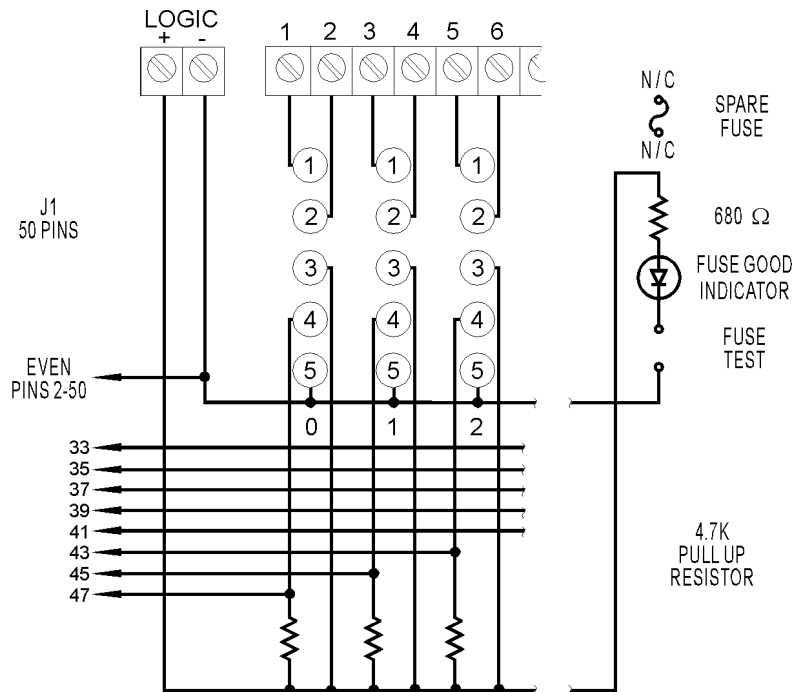 LOGIC
+ -
1 2 3 4 5 6
N/C
SPARE
FUSE
N/C
1 1 1
J1
50 PINS
2 2 2
680 Ω
3 3 3
FUSE GOOD
INDICATOR
4 4 4
FUSE
TEST
EVEN
PINS 2-50
5 5 5
0 1 2
33
35
37
39
41
43
45
47
4.7K
PULL UP
RESISTOR